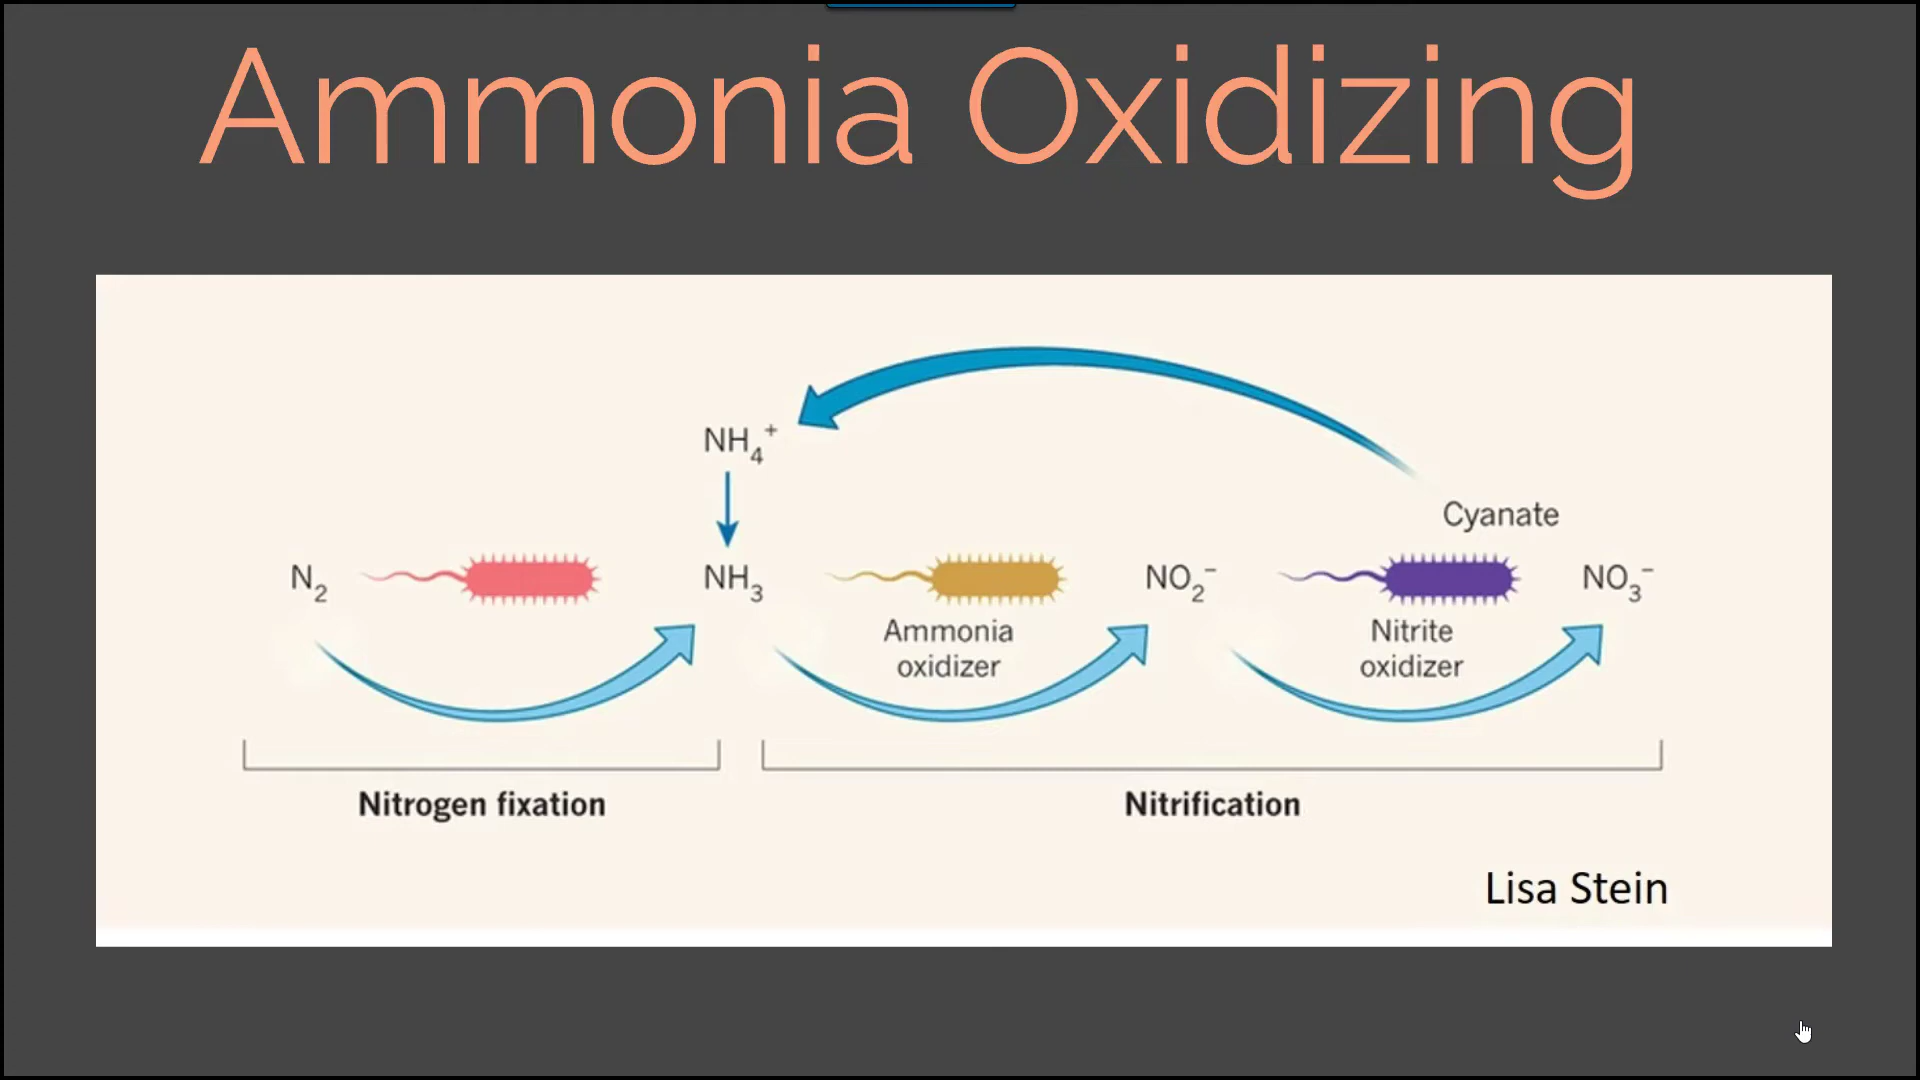 Ammonia Oxidizing
NH₄⁺
Cyanate
N₂ NH₃ NO₂⁻ NO₃⁻
Ammonia
oxidizer
Nitrite
oxidizer
Nitrogen fixation
Nitrification
Lisa Stein